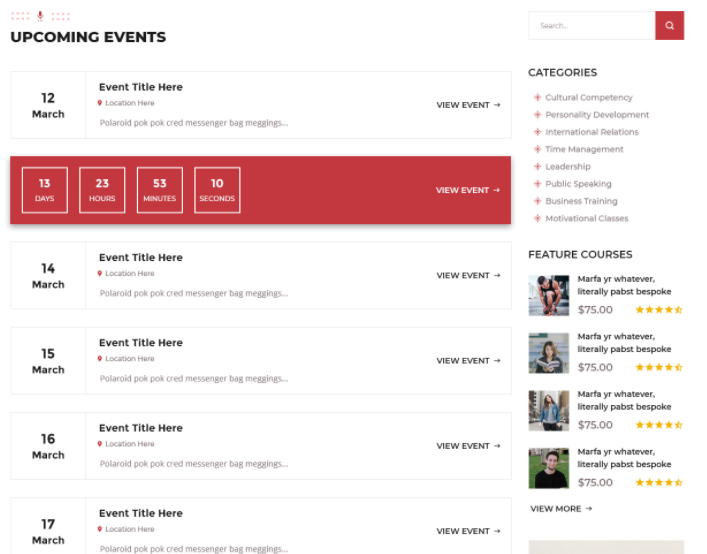 UPCOMING EVENTS
12
March
Event Title Here
Location Here
Polaroid pok pok cred messenger bag meggings...
VIEW EVENT →
13
DAYS
23
HOURS
53
MINUTES
10
SECONDS
VIEW EVENT →
14
March
Event Title Here
Location Here
Polaroid pok pok cred messenger bag meggings...
VIEW EVENT →
15
March
Event Title Here
Location Here
Polaroid pok pok cred messenger bag meggings...
VIEW EVENT →
16
March
Event Title Here
Location Here
Polaroid pok pok cred messenger bag meggings...
VIEW EVENT →
17
March
Event Title Here
Location Here
Polaroid pok pok cred messenger bag meggings...
VIEW EVENT →
Search..
CATEGORIES
Cultural Competency
Personality Development
International Relations
Time Management
Leadership
Public Speaking
Business Training
Motivational Classes
FEATURE COURSES
Marfa yr whatever,
literally pabst bespoke
$75.00
Marfa yr whatever,
literally pabst bespoke
$75.00
Marfa yr whatever,
literally pabst bespoke
$75.00
Marfa yr whatever,
literally pabst bespoke
$75.00
VIEW MORE →